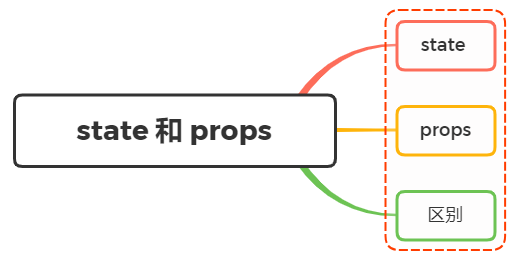 state
state 和 props
props
区别